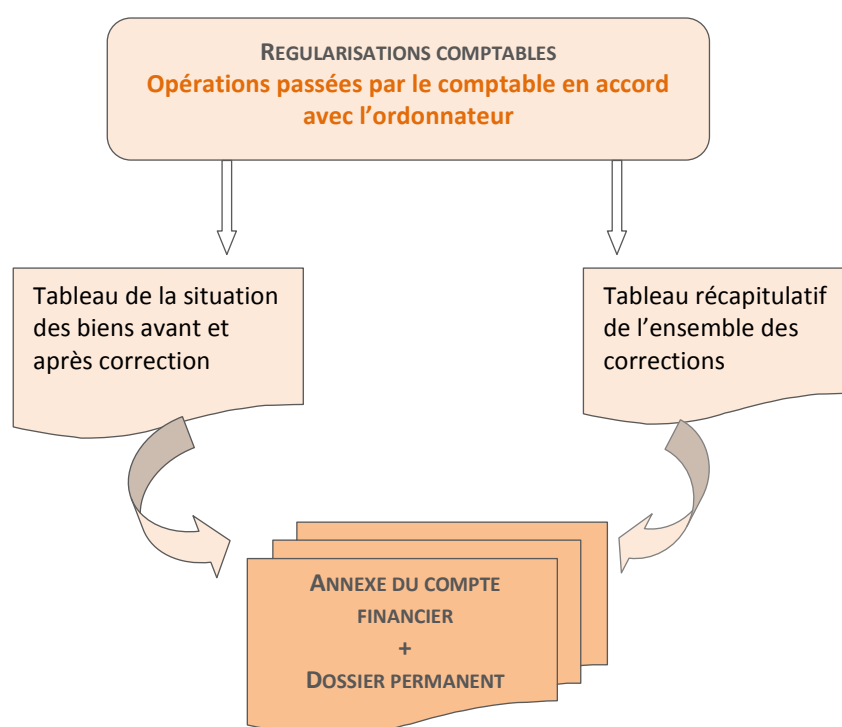 REGULARISATIONS COMPTABLES
Opérations passées par le comptable en accord
avec l'ordonnateur
Tableau de la situation
des biens avant et
après correction
Tableau récapitulatif
de l'ensemble des
corrections
ANNEXE DU COMPTE
FINANCIER
+
DOSSIER PERMANENT